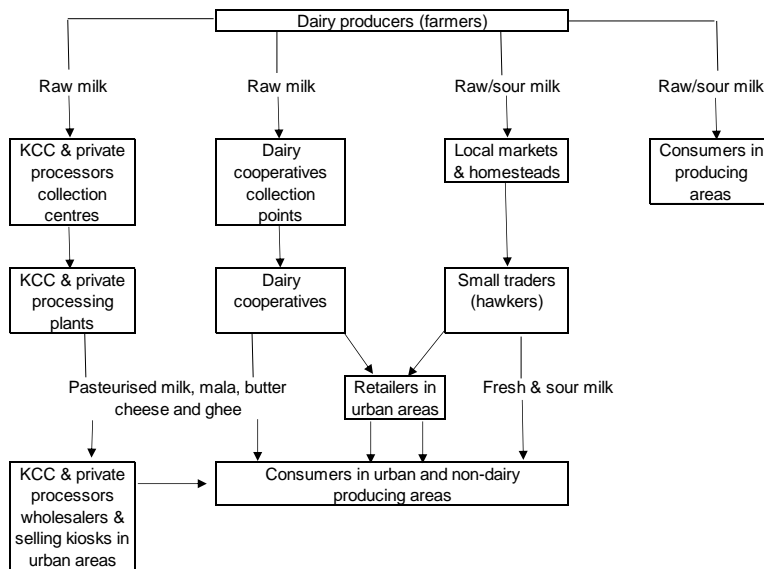 Dairy producers (farmers)
Raw milk
Raw milk
Raw/sour milk
Raw/sour milk
KCC & private
processors
collection
centres
Dairy
cooperatives
collection
points
Local markets
& homesteads
Consumers in
producing
areas
KCC & private
processing
plants
Dairy
cooperatives
Small traders
(hawkers)
Pasteurised milk, mala, butter
cheese and ghee
Retailers in
urban areas
Fresh & sour milk
KCC & private
processors
wholesalers &
selling kiosks in
urban areas
Consumers in urban and non-dairy
producing areas